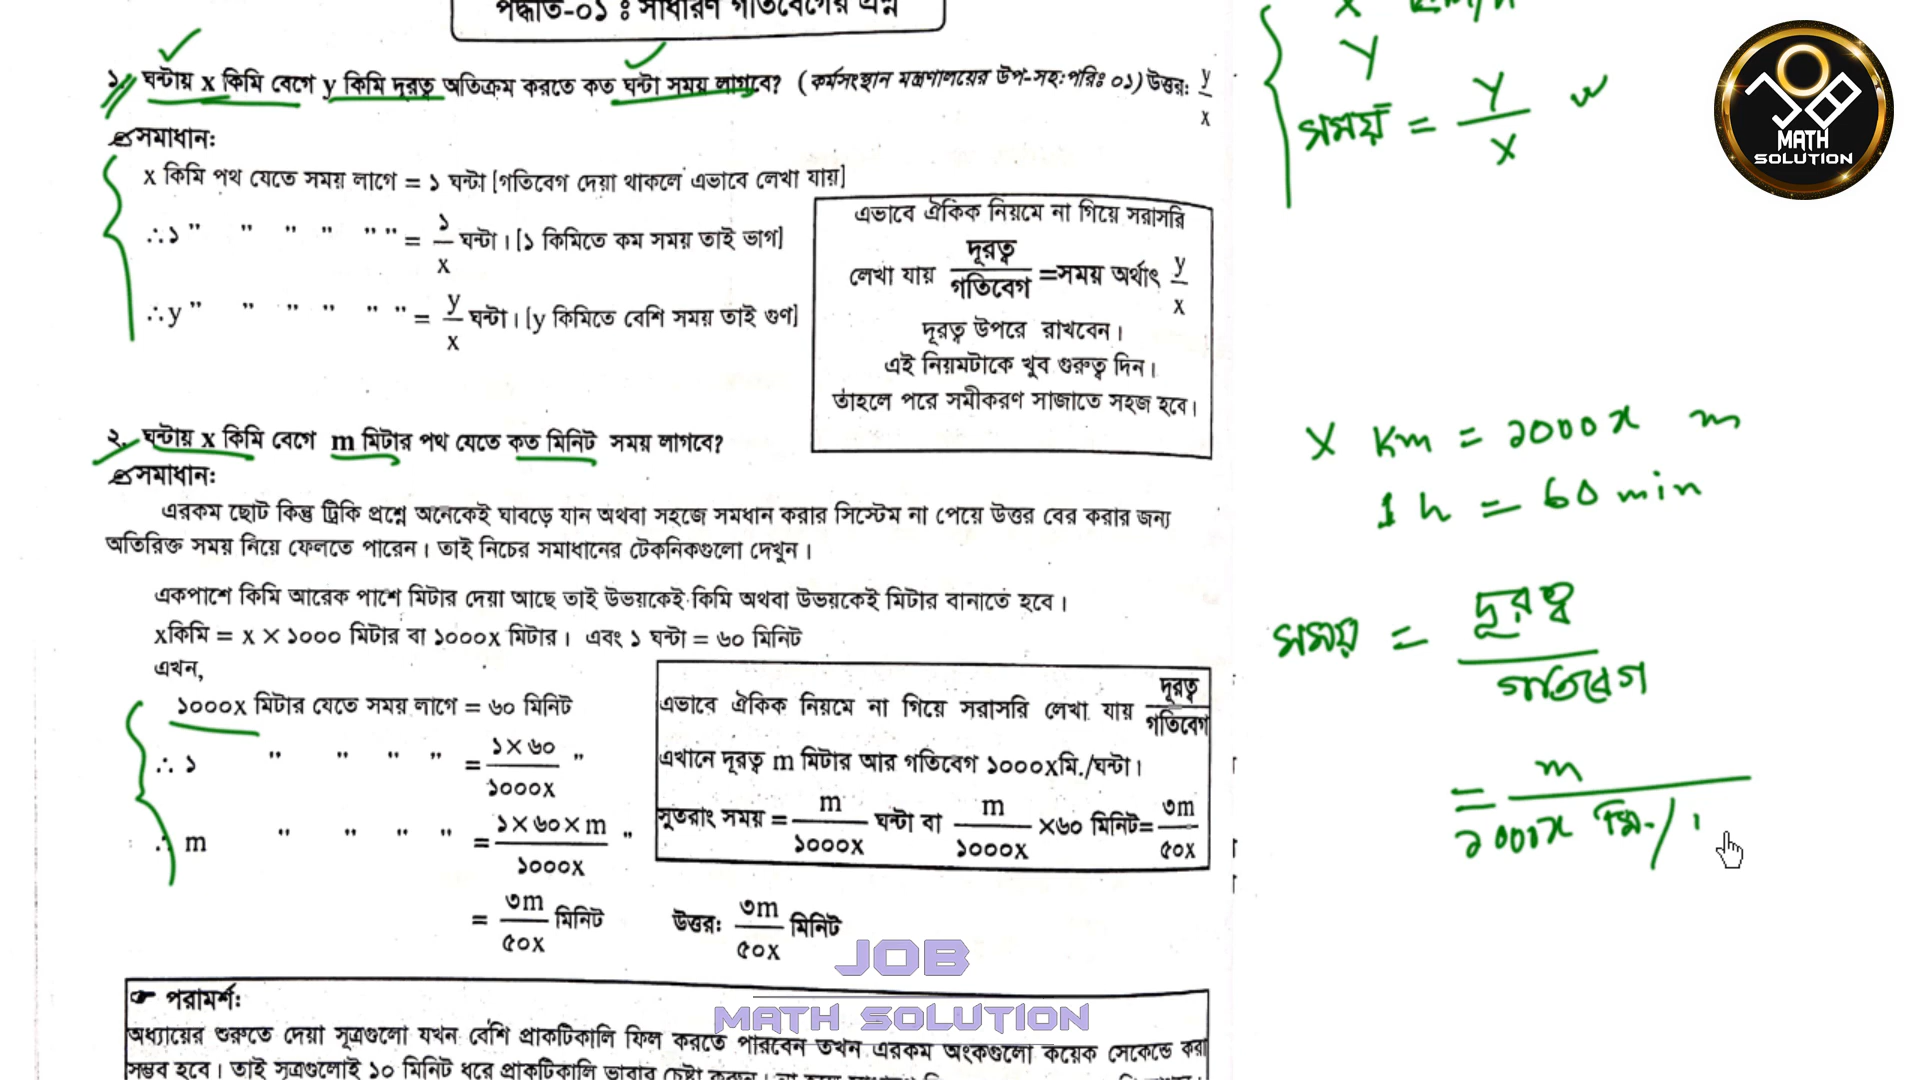 পদ্ধতি-০১ : সাধারণ গতিবেগের প্রশ্ন
১. ঘন্টায় x কিমি বেগে y কিমি দূরত্ব অতিক্রম করতে কত ঘন্টা সময় লাগবে? (কর্মসংস্থান মন্ত্রণালয়ের উপ-সহ:পরিঃ ০১) উত্তর: y/x
সমাধান:
x কিমি পথ যেতে সময় লাগে = ১ ঘন্টা [গতিবেগ দেয়া থাকলে এভাবে লেখা যায়]
∴ ১ " " " " " " = ১/x ঘন্টা। [১ কিমিতে কম সময় তাই ভাগ]
∴ y " " " " " " = y/x ঘন্টা। [y কিমিতে বেশি সময় তাই গুণ]
এভাবে ঐকিক নিয়মে না গিয়ে সরাসরি
লেখা যায় দূরত্ব/গতিবেগ =সময় অর্থাৎ y/x
দূরত্ব উপরে রাখবেন।
এই নিয়মটাকে খুব গুরুত্ব দিন।
তাহলে পরে সমীকরণ সাজাতে সহজ হবে।
২. ঘন্টায় x কিমি বেগে m মিটার পথ যেতে কত মিনিট সময় লাগবে?
সমাধান:
এরকম ছোট কিন্তু ট্রিকি প্রশ্নে অনেকেই ঘাবড়ে যান অথবা সহজে সমধান করার সিস্টেম না পেয়ে উত্তর বের করার জন্য
অতিরিক্ত সময় নিয়ে ফেলতে পারেন। তাই নিচের সমাধানের টেকনিকগুলো দেখুন।
একপাশে কিমি আরেক পাশে মিটার দেয়া আছে তাই উভয়কেই কিমি অথবা উভয়কেই মিটার বানাতে হবে।
xকিমি = x × ১০০০ মিটার বা ১০০০x মিটার। এবং ১ ঘন্টা = ৬০ মিনিট
এখন,
১০০০x মিটার যেতে সময় লাগে = ৬০ মিনিট
∴ ১ " " " " = ১×৬০/১০০০x "
∴ m " " " " = ১×৬০×m/১০০০x "
= ৩m/৫০x মিনিট উত্তর: ৩m/৫০x মিনিট
এভাবে ঐকিক নিয়মে না গিয়ে সরাসরি লেখা যায় দূরত্ব/গতিবেগ
এখানে দূরত্ব m মিটার আর গতিবেগ ১০০০xমি./ঘন্টা।
সুতরাং সময় = m/১০০০x ঘন্টা বা m/১০০০x ×৬০ মিনিট= ৩m/৫০x
পরামর্শ:
অধ্যায়ের শুরুতে দেয়া সূত্রগুলো যখন বেশি প্রাকটিকালি ফিল করতে পারবেন তখন এরকম অংকগুলো কয়েক সেকেন্ডে করা
সম্ভব হবে। তাই সূত্রগুলোই ১০ মিনিট ধরে প্রাকটিকালি ভাবার চেষ্টা করুন।
Y
সময় = Y/X
X Km = ১000x m
1 h = 60 min
সময় = দূরত্ব/গতিবেগ
= m/১000x মি./
JOB
MATH SOLUTION
MATH
SOLUTION